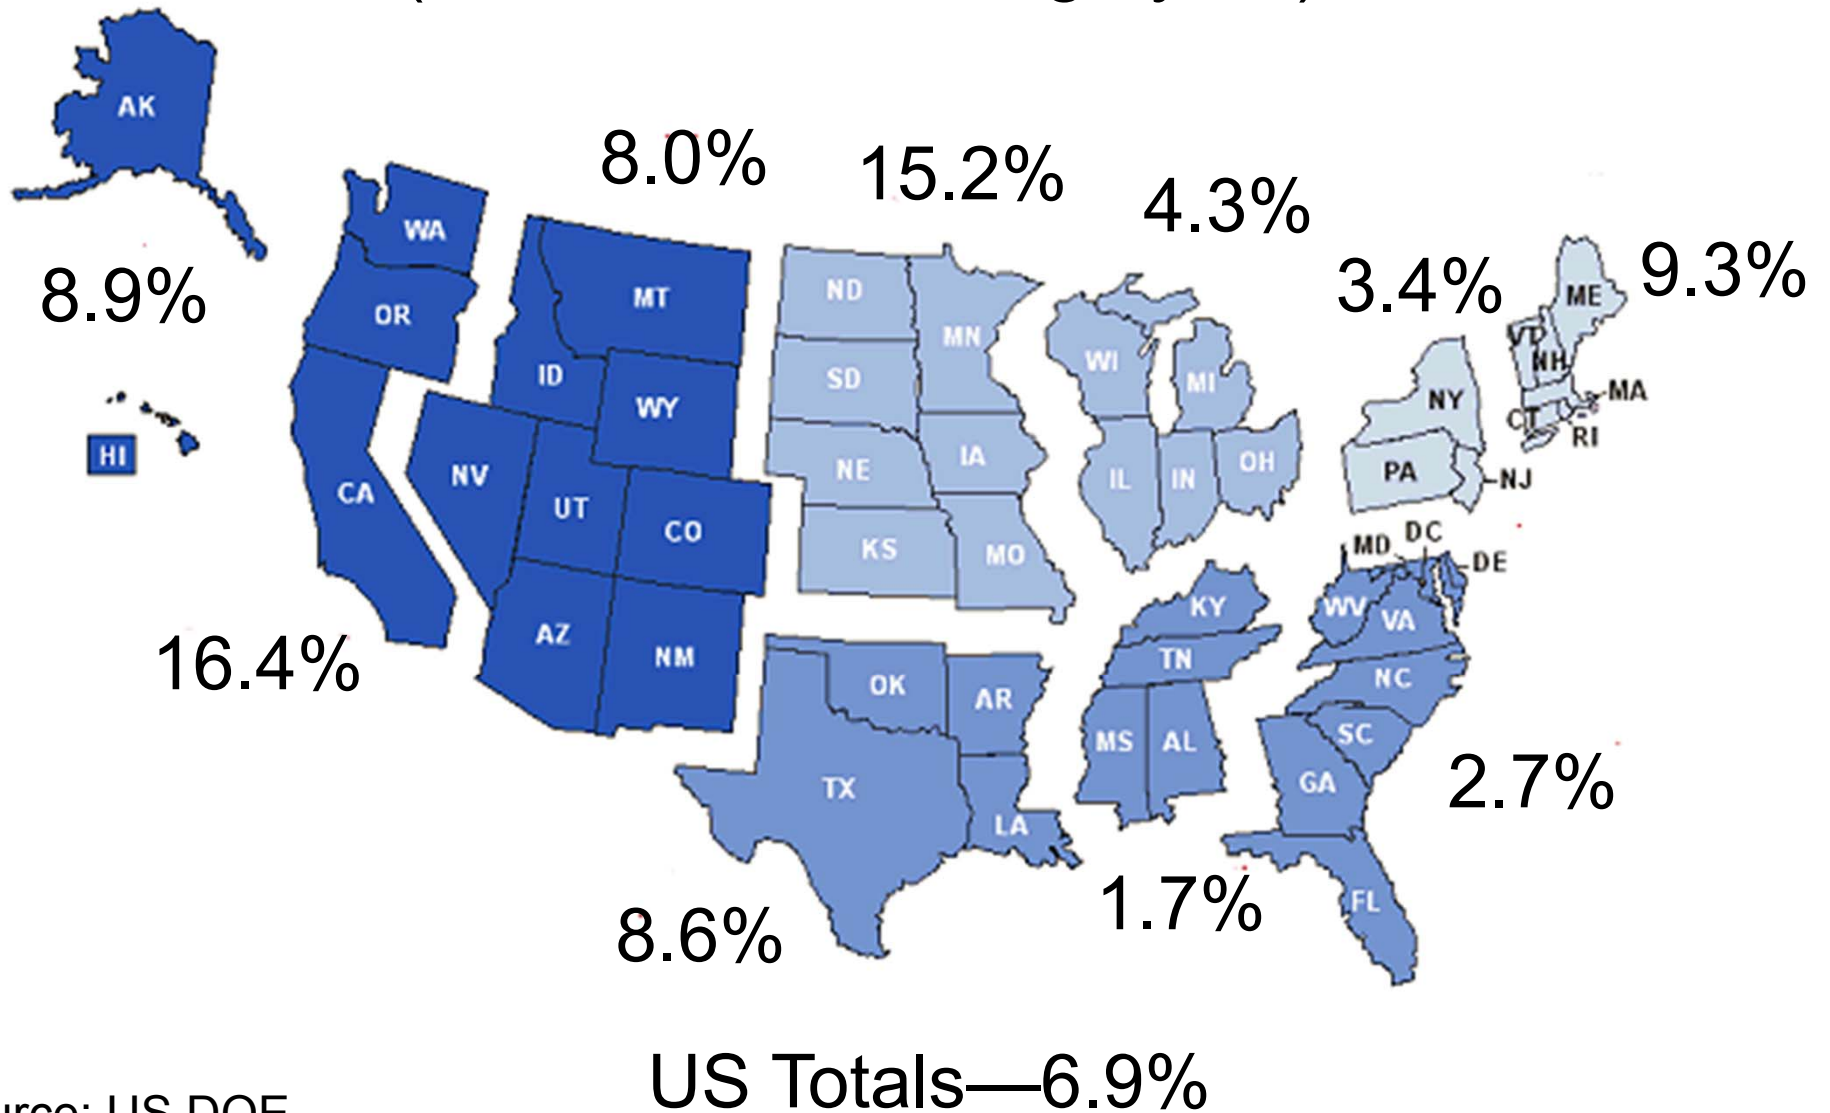 AK
8.0%
15.2%
4.3%
WA
8.9%
MT
ND
3.4%
ME
9.3%
OR
MN
VT
NH
ID
SD
WI
MI
MA
WY
NY
CT
RI
HI
NV
NE
IA
IL
IN
OH
PA
NJ
CA
UT
CO
KS
MO
MD
DC
DE
16.4%
AZ
NM
KY
WV
VA
TN
OK
AR
NC
MS
AL
SC
TX
GA
2.7%
LA
8.6%
1.7%
FL
US Totals—6.9%
US DOE